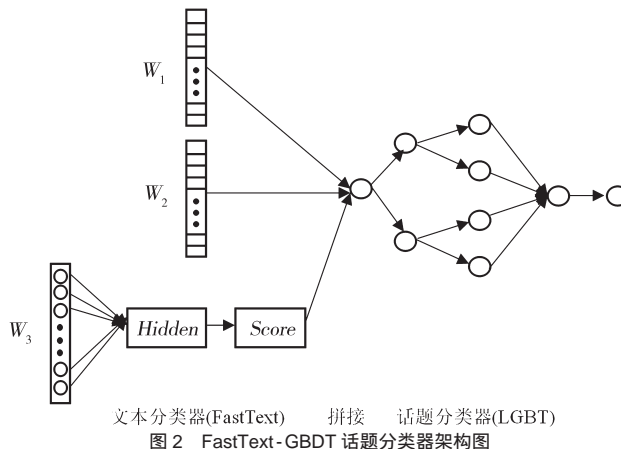 W1
W2
W3
Hidden
Score
文本分类器(FastText) 拼接 话题分类器(LGBT)
图 2 FastText-GBDT 话题分类器架构图